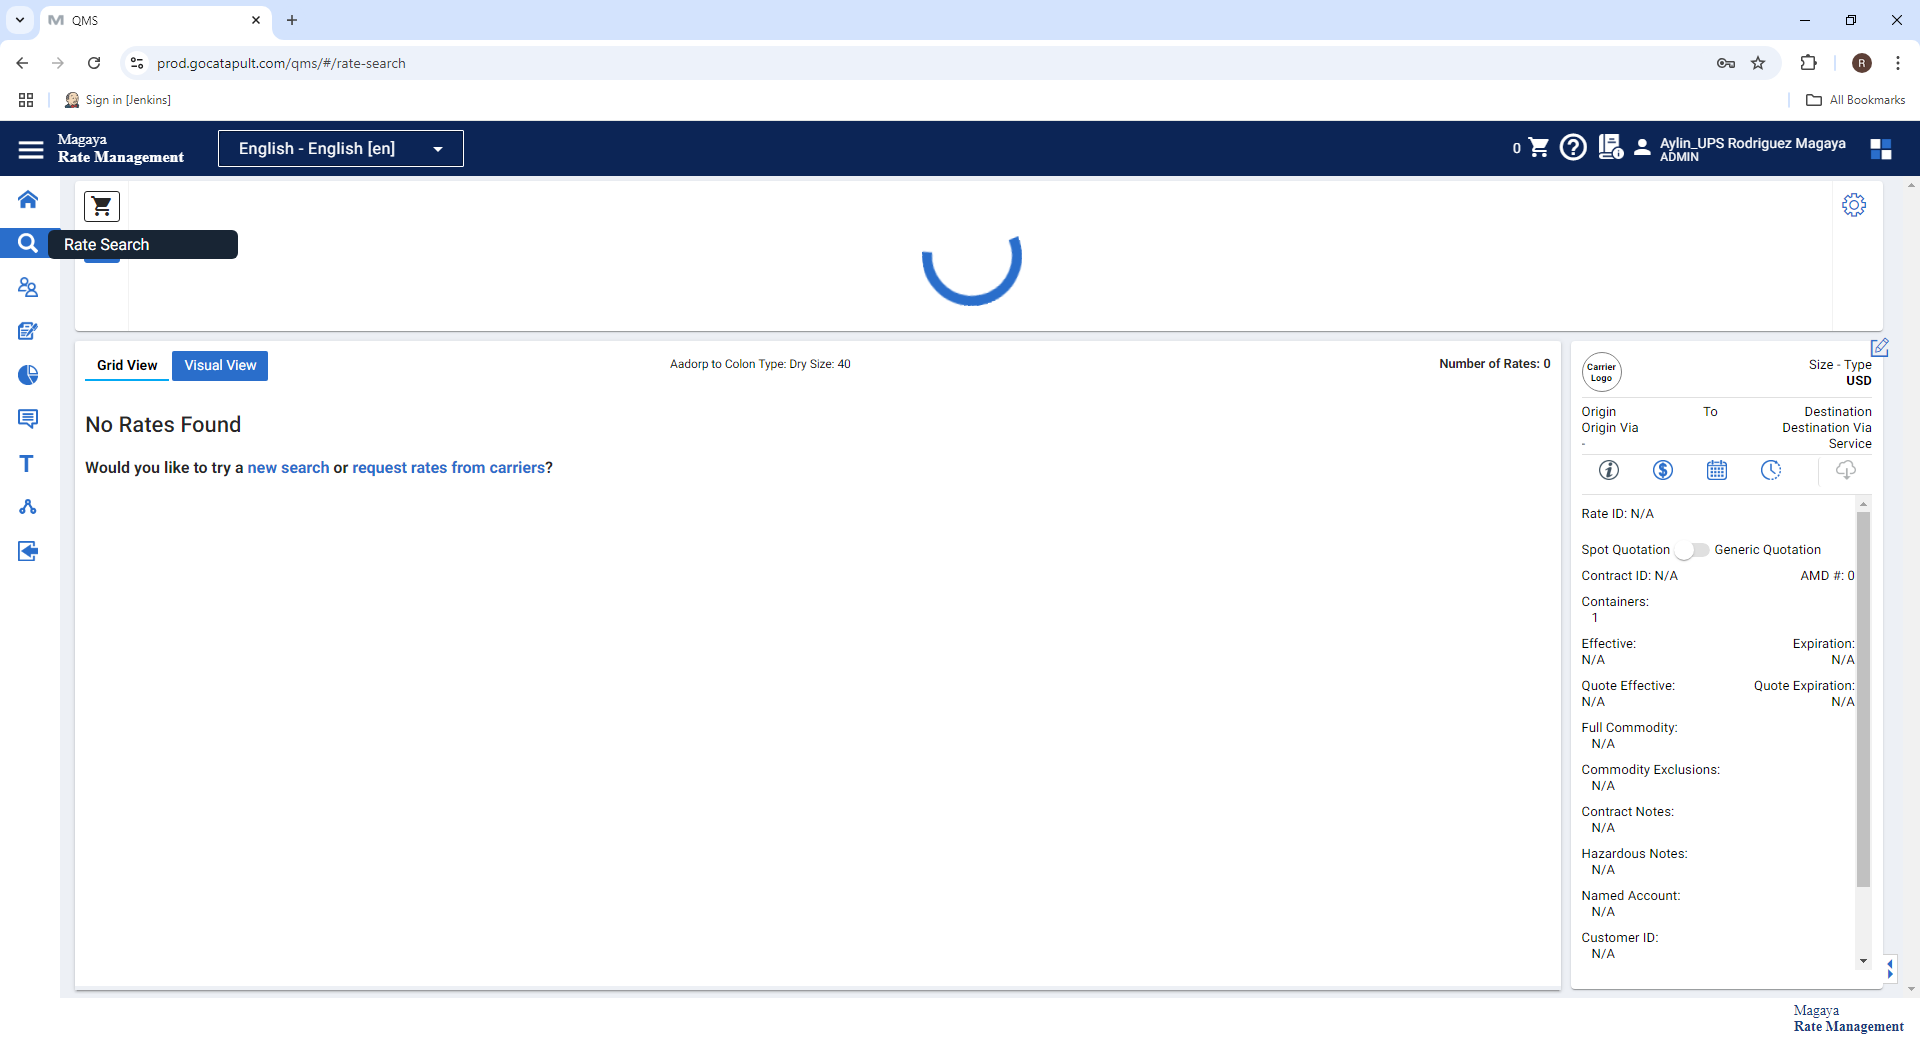 QMS
prod.gocatapult.com/qms/#/rate-search
R
Sign in [Jenkins]
All Bookmarks
Magaya
Rate Management
English - English [en]
0
Aylin_UPS Rodriguez Magaya
ADMIN
Rate Search
Grid View
Visual View
Aadorp to Colon Type: Dry Size: 40
Number of Rates: 0
No Rates Found
Would you like to try a new search or request rates from carriers?
Carrier
Logo
Size - Type
USD
Origin To Destination
Origin Via Destination Via
- Service
Rate ID: N/A
Spot Quotation Generic Quotation
Contract ID: N/A AMD #: 0
Containers:
1
Effective: Expiration:
N/A N/A
Quote Effective: Quote Expiration:
N/A N/A
Full Commodity:
N/A
Commodity Exclusions:
N/A
Contract Notes:
N/A
Hazardous Notes:
N/A
Named Account:
N/A
Customer ID:
N/A
Magaya
Rate Management